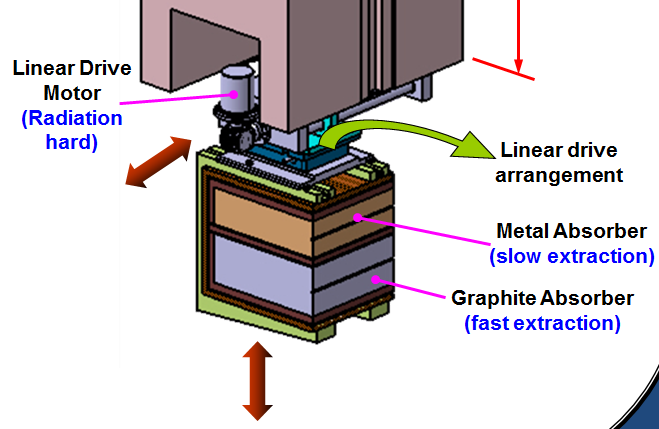 Linear Drive
Motor
(Radiation
hard)
Linear drive
arrangement
Metal Absorber
(slow extraction)
Graphite Absorber
(fast extraction)